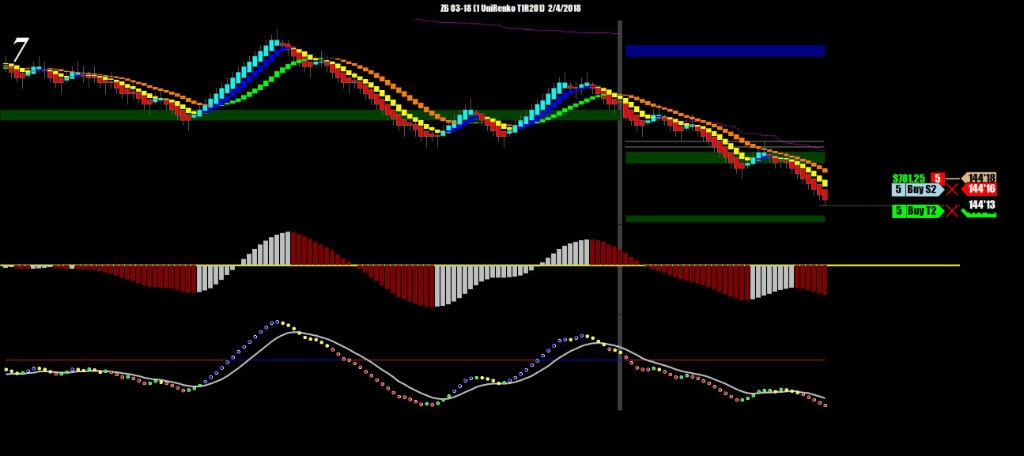 ZB 03-18 (1 UniRenko T1R20T) 2/4/2018
7
$781.25 5 144'18
5 Buy S2 144'16
144'13
5 Buy T2